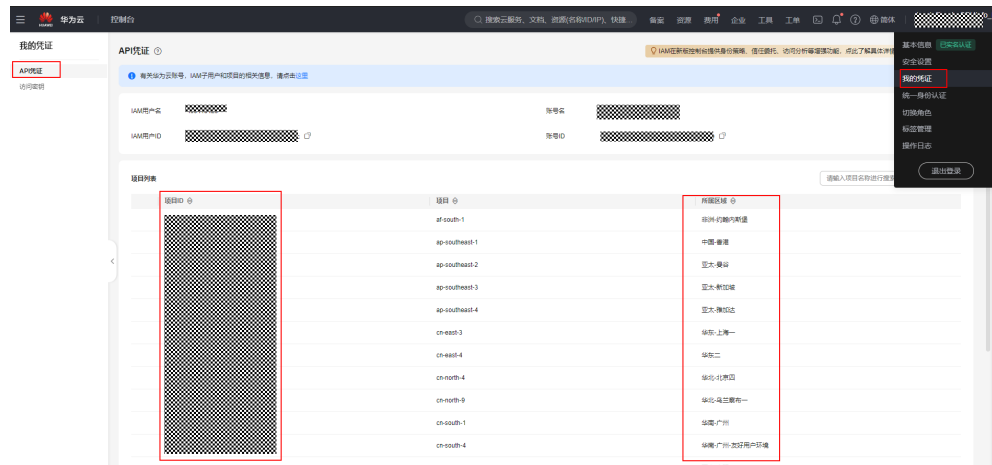 HUAWEI 华为云 控制台 搜索云服务、文档、资源(名称/ID/IP)、快捷... 备案 资源 费用 企业 工具 工单 简体
我的凭证
API凭证
访问密钥
API凭证
IAM在新版控制台提供身份策略、信任委托、访问分析等增强功能，点此了解具体详情
有关华为云账号，IAM子用户和项目的相关信息，请点击这里
IAM用户名 账号名
IAM用户ID 账号ID
项目列表 请输入项目名称进行搜索
项目ID 项目 所属区域
af-south-1 非洲-约翰内斯堡
ap-southeast-1 中国-香港
ap-southeast-2 亚太-曼谷
ap-southeast-3 亚太-新加坡
ap-southeast-4 亚太-雅加达
cn-east-3 华东-上海一
cn-east-4 华东二
cn-north-4 华北-北京四
cn-north-9 华北-乌兰察布一
cn-south-1 华南-广州
cn-south-4 华南-广州-友好用户环境
基本信息 已实名认证
安全设置
我的凭证
统一身份认证
切换角色
标签管理
操作日志
退出登录